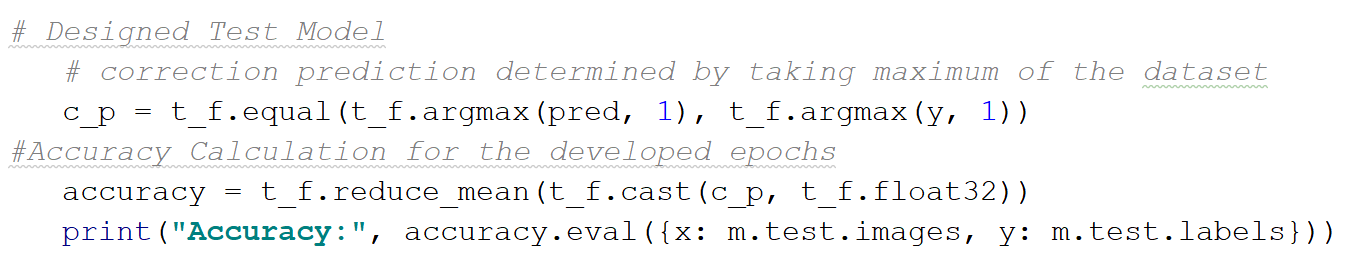 # Designed Test Model
# correction prediction determined by taking maximum of the dataset
c_p = t_f.equal(t_f.argmax(pred, 1), t_f.argmax(y, 1))
#Accuracy Calculation for the developed epochs
accuracy = t_f.reduce_mean(t_f.cast(c_p, t_f.float32))
print("Accuracy:", accuracy.eval({x: m.test.images, y: m.test.labels}))